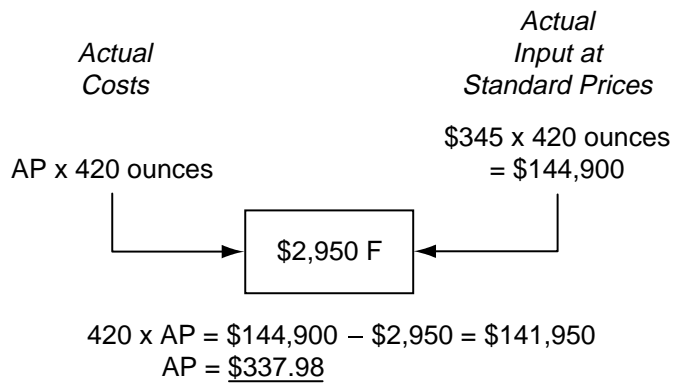 Actual
Costs
Actual
Input at
Standard Prices
AP x 420 ounces
$345 x 420 ounces
= $144,900
$2,950 F
420 x AP = $144,900 – $2,950 = $141,950
AP = $337.98